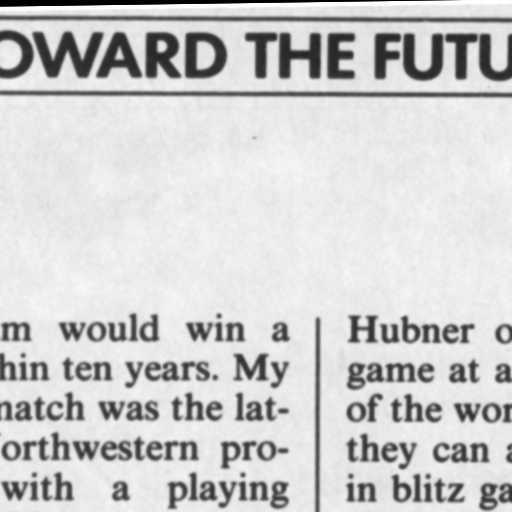 OWARD THE FUTU
m would win a
hin ten years. My
match was the lat-
orthwestern pro-
with a playing
Hubner o
game at a
of the wor
they can a
in blitz ga